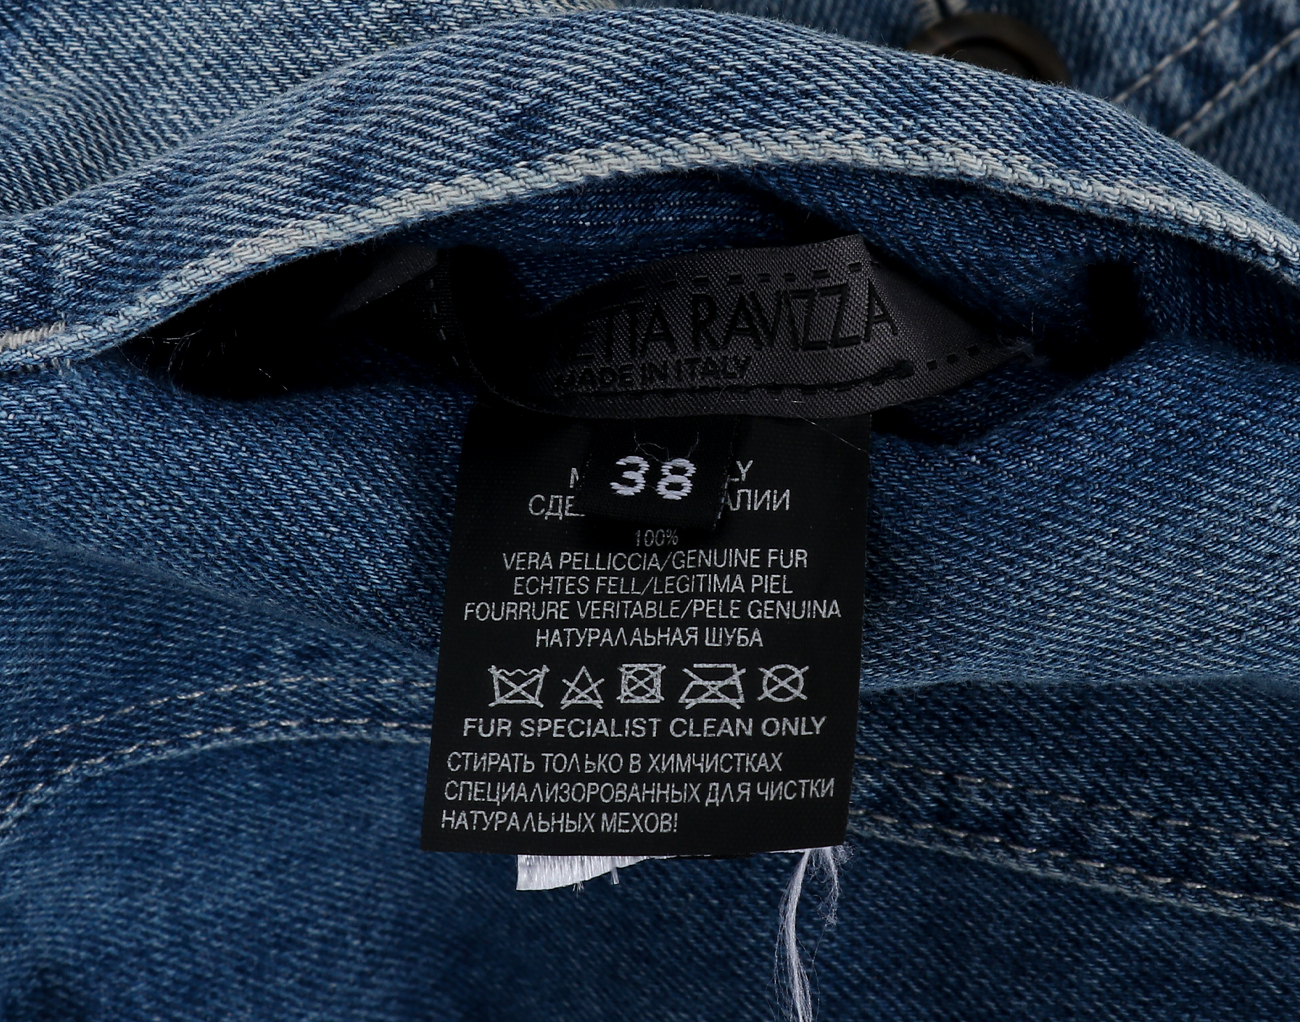 ETTA RAVIZZA
MADE IN ITALY
38
100%
VERA PELLICCIA/GENUINE FUR
ECHTES FELL/LEGITIMA PIEL
FOURRURE VERITABLE/PELE GENUINA
НАТУРАЛЬНАЯ ШУБА
FUR SPECIALIST CLEAN ONLY
СТИРАТЬ ТОЛЬКО В ХИМЧИСТКАХ
СПЕЦИАЛИЗОРОВАННЫХ ДЛЯ ЧИСТКИ
НАТУРАЛЬНЫХ МЕХОВ!